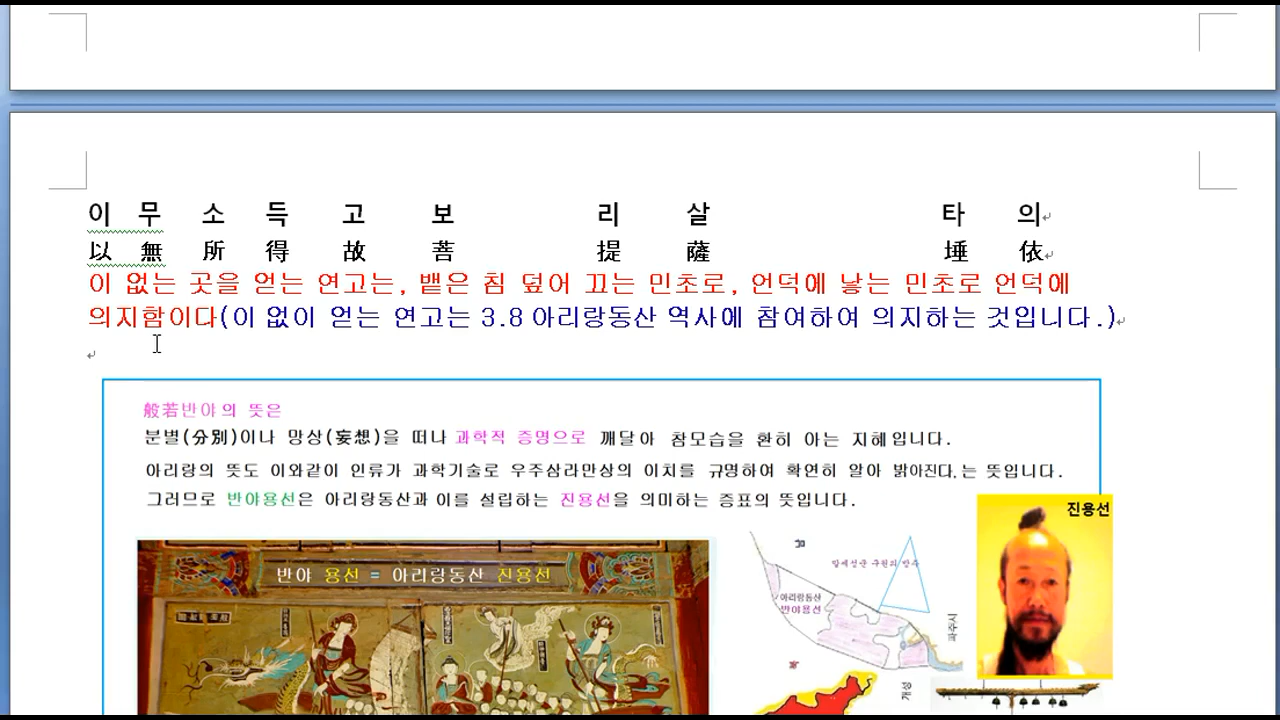 이 무 소 득 고 보 리 살 타 의
以 無 所 得 故 菩 提 薩 埵 依
이 없는 곳을 얻는 연고는, 뱉은 침 덮어 끄는 민초로, 언덕에 낳는 민초로 언덕에
의지함이다(이 없이 얻는 연고는 3.8 아리랑동산 역사에 참여하여 의지하는 것입니다.)
般若반야의 뜻은
분별(分別)이나 망상(妄想)을 떠나 과학적 증명으로 깨달아 참모습을 환히 아는 지혜입니다.
아리랑의 뜻도 이와같이 인류가 과학기술로 우주삼라만상의 이치를 규명하여 확연히 알아 밝아진다.는 뜻입니다.
그러므로 반야용선은 아리랑동산과 이를 설립하는 진용선을 의미하는 증표의 뜻입니다.
진용선
반야 용선 = 아리랑동산 진용선
남
아리랑동산
반야용선
파주시
북
개성